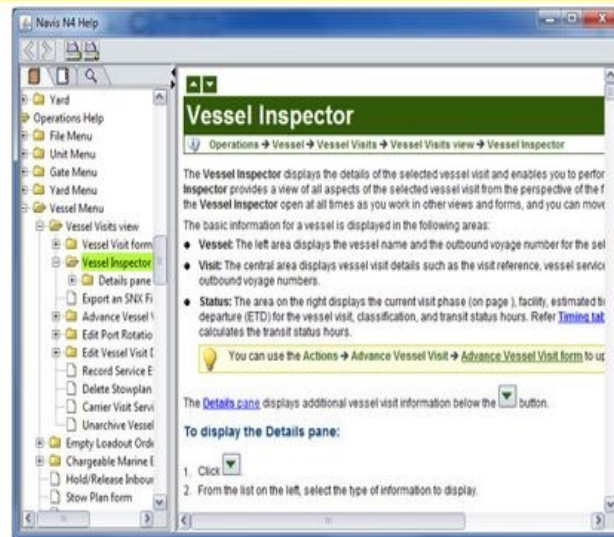 Navis N4 Help
Yard
Operations Help
File Menu
Unit Menu
Gate Menu
Yard Menu
Vessel Menu
Vessel Visits view
Vessel Visit form
Vessel Inspector
Details pane
Export an SNX Fi
Advance Vessel V
Edit Port Rotatio
Edit Vessel Visit D
Record Service E
Delete Stowplan
Carrier Visit Servi
Unarchive Vessel
Empty Loadout Orde
Chargeable Marine E
Hold/Release Inbour
Stow Plan form
Vessel Inspector
Operations → Vessel → Vessel Visits → Vessel Visits view → Vessel Inspector
The Vessel Inspector displays the details of the selected vessel visit and enables you to perfor
Inspector provides a view of all aspects of the selected vessel visit from the perspective of the f
the Vessel Inspector open at all times as you work in other views and forms, and you can move
The basic information for a vessel is displayed in the following areas:
Vessel: The left area displays the vessel name and the outbound voyage number for the sel
Visit: The central area displays vessel visit details such as the visit reference, vessel service
outbound voyage numbers.
Status: The area on the right displays the current visit phase (on page ), facility, estimated ti
departure (ETD) for the vessel visit, classification, and transit status hours. Refer Timing tab
calculates the transit status hours.
You can use the Actions → Advance Vessel Visit → Advance Vessel Visit form to up
The Details pane displays additional vessel visit information below the button.
To display the Details pane:
1. Click
2. From the list on the left, select the type of information to display.